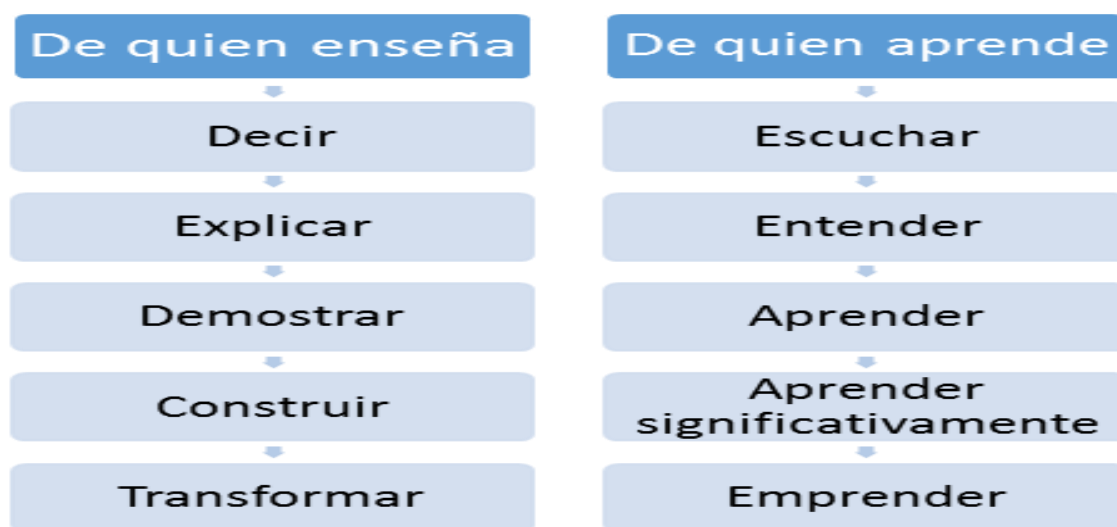 De quien enseña
Decir
Explicar
Demostrar
Construir
Transformar
De quien aprende
Escuchar
Entender
Aprender
Aprender
significativamente
Emprender